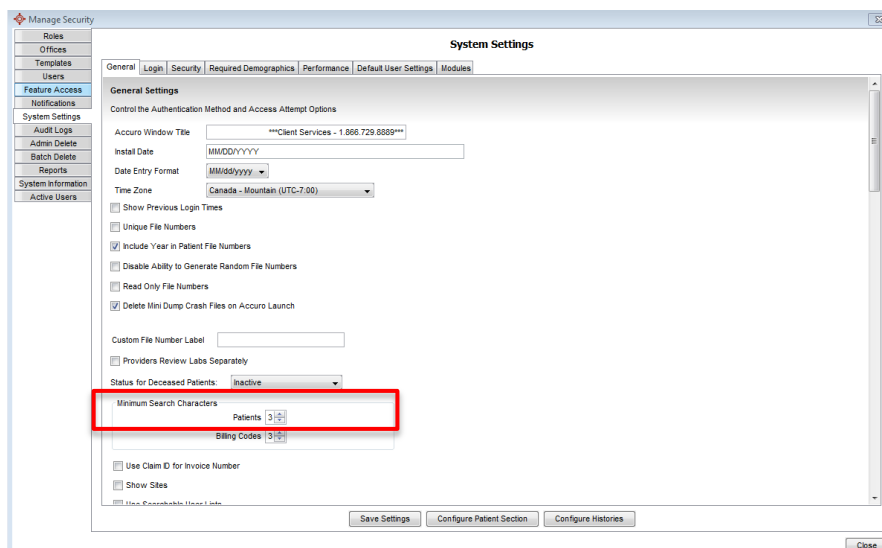 Manage Security
Roles
Offices
Templates
Users
Feature Access
Notifications
System Settings
Audit Logs
Admin Delete
Batch Delete
Reports
System Information
Active Users
System Settings
General Login Security Required Demographics Performance Default User Settings Modules
General Settings
Control the Authentication Method and Access Attempt Options
Accuro Window Title ***Client Services - 1.866.729.8889***
Install Date MM/DD/YYYY
Date Entry Format MM/dd/yyyy
Time Zone Canada - Mountain (UTC-7:00)
Show Previous Login Times
Unique File Numbers
Include Year in Patient File Numbers
Disable Ability to Generate Random File Numbers
Read Only File Numbers
Delete Mini Dump Crash Files on Accuro Launch
Custom File Number Label
Providers Review Labs Separately
Status for Deceased Patients: Inactive
Minimum Search Characters
Patients 3
Billing Codes 3
Use Claim ID for Invoice Number
Show Sites
Use Searchable User Lists
Save Settings Configure Patient Section Configure Histories
Close